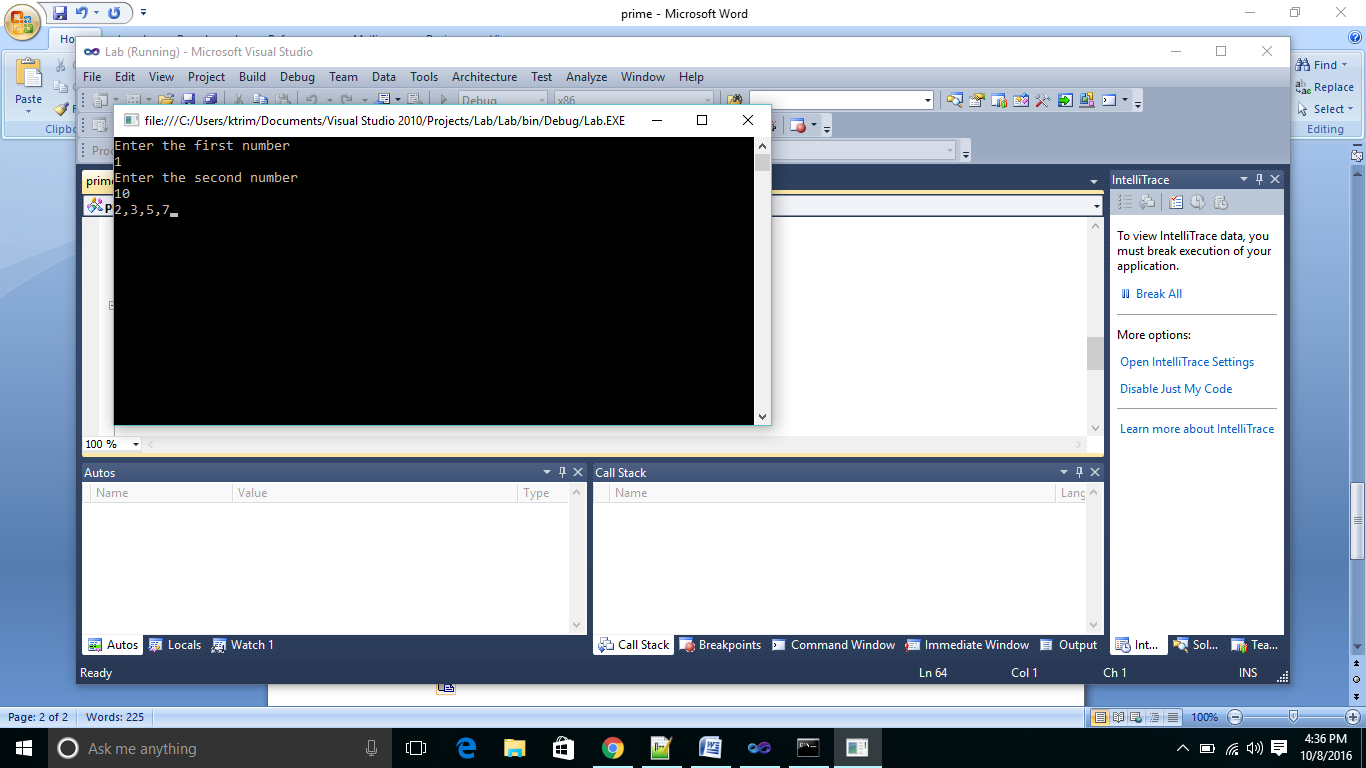 prime - Microsoft Word
Lab (Running) - Microsoft Visual Studio
File Edit View Project Build Debug Team Data Tools Architecture Test Analyze Window Help
Paste
Find
Replace
Select
Editing
Debug x86
file:///C:/Users/ktrim/Documents/Visual Studio 2010/Projects/Lab/Lab/bin/Debug/Lab.EXE
Enter the first number
1
Enter the second number
10
2,3,5,7
IntelliTrace
To view IntelliTrace data, you
must break execution of your
application.
Break All
More options:
Open IntelliTrace Settings
Disable Just My Code
Learn more about IntelliTrace
100 %
Autos
Name Value Type
Call Stack
Name Lang
Autos Locals Watch 1
Call Stack Breakpoints Command Window Immediate Window Output
Int... Sol... Tea...
Ready Ln 64 Col 1 Ch 1 INS
Page: 2 of 2 Words: 225 100%
Ask me anything
4:36 PM
10/8/2016